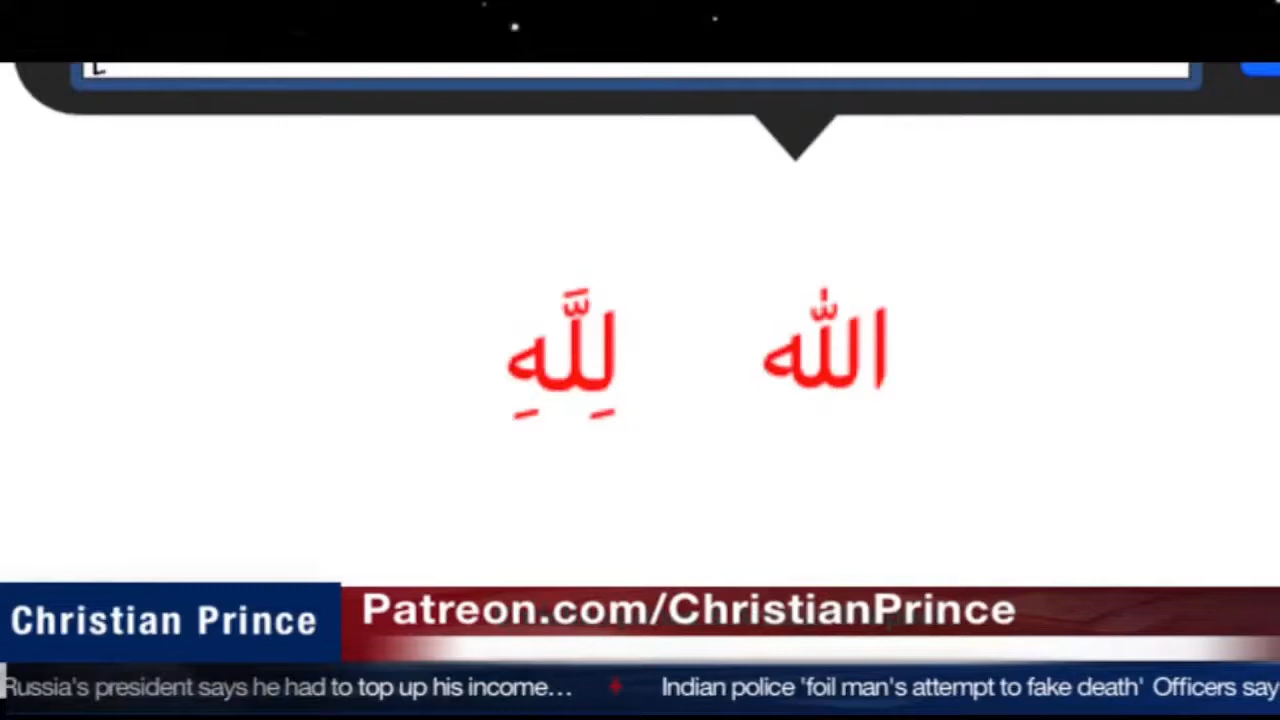 الله لِلَّهِ
Christian Prince
Patreon.com/ChristianPrince
Russia's president says he had to top up his income... ♦ Indian police 'foil man's attempt to fake death' Officers say